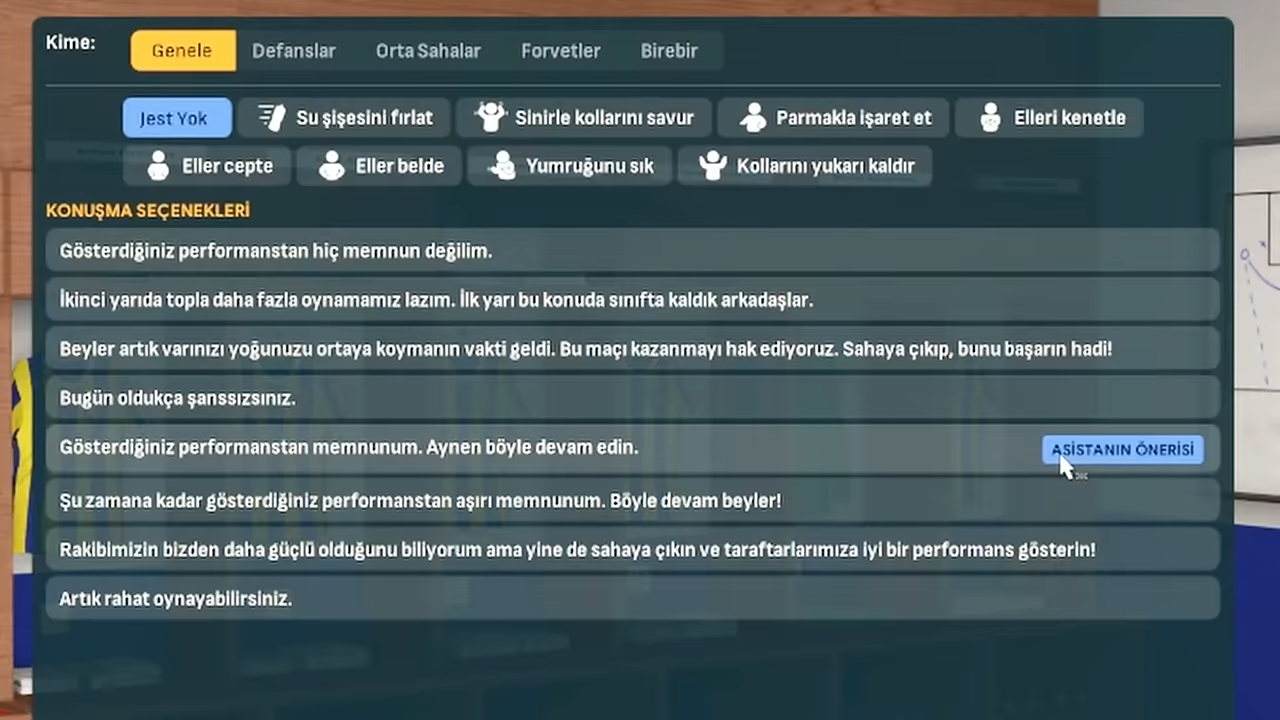 Kime:
Genele Defanslar Orta Sahalar Forvetler Birebir
Jest Yok Su şişesini fırlat Sinirle kollarını savur Parmakla işaret et Elleri kenetle
Eller cepte Eller belde Yumruğunu sık Kollarını yukarı kaldır
KONUŞMA SEÇENEKLERİ
Gösterdiğiniz performanstan hiç memnun değilim.
İkinci yarıda topla daha fazla oynamamız lazım. İlk yarı bu konuda sınıfta kaldık arkadaşlar.
Beyler artık varınızı yoğunuzu ortaya koymanın vakti geldi. Bu maçı kazanmayı hak ediyoruz. Sahaya çıkıp, bunu başarın hadi!
Bugün oldukça şanssızsınız.
Gösterdiğiniz performanstan memnunum. Aynen böyle devam edin. ASİSTANIN ÖNERİSİ
Şu zamana kadar gösterdiğiniz performanstan aşırı memnunum. Böyle devam beyler!
Rakibimizin bizden daha güçlü olduğunu biliyorum ama yine de sahaya çıkın ve taraftarlarımıza iyi bir performans gösterin!
Artık rahat oynayabilirsiniz.